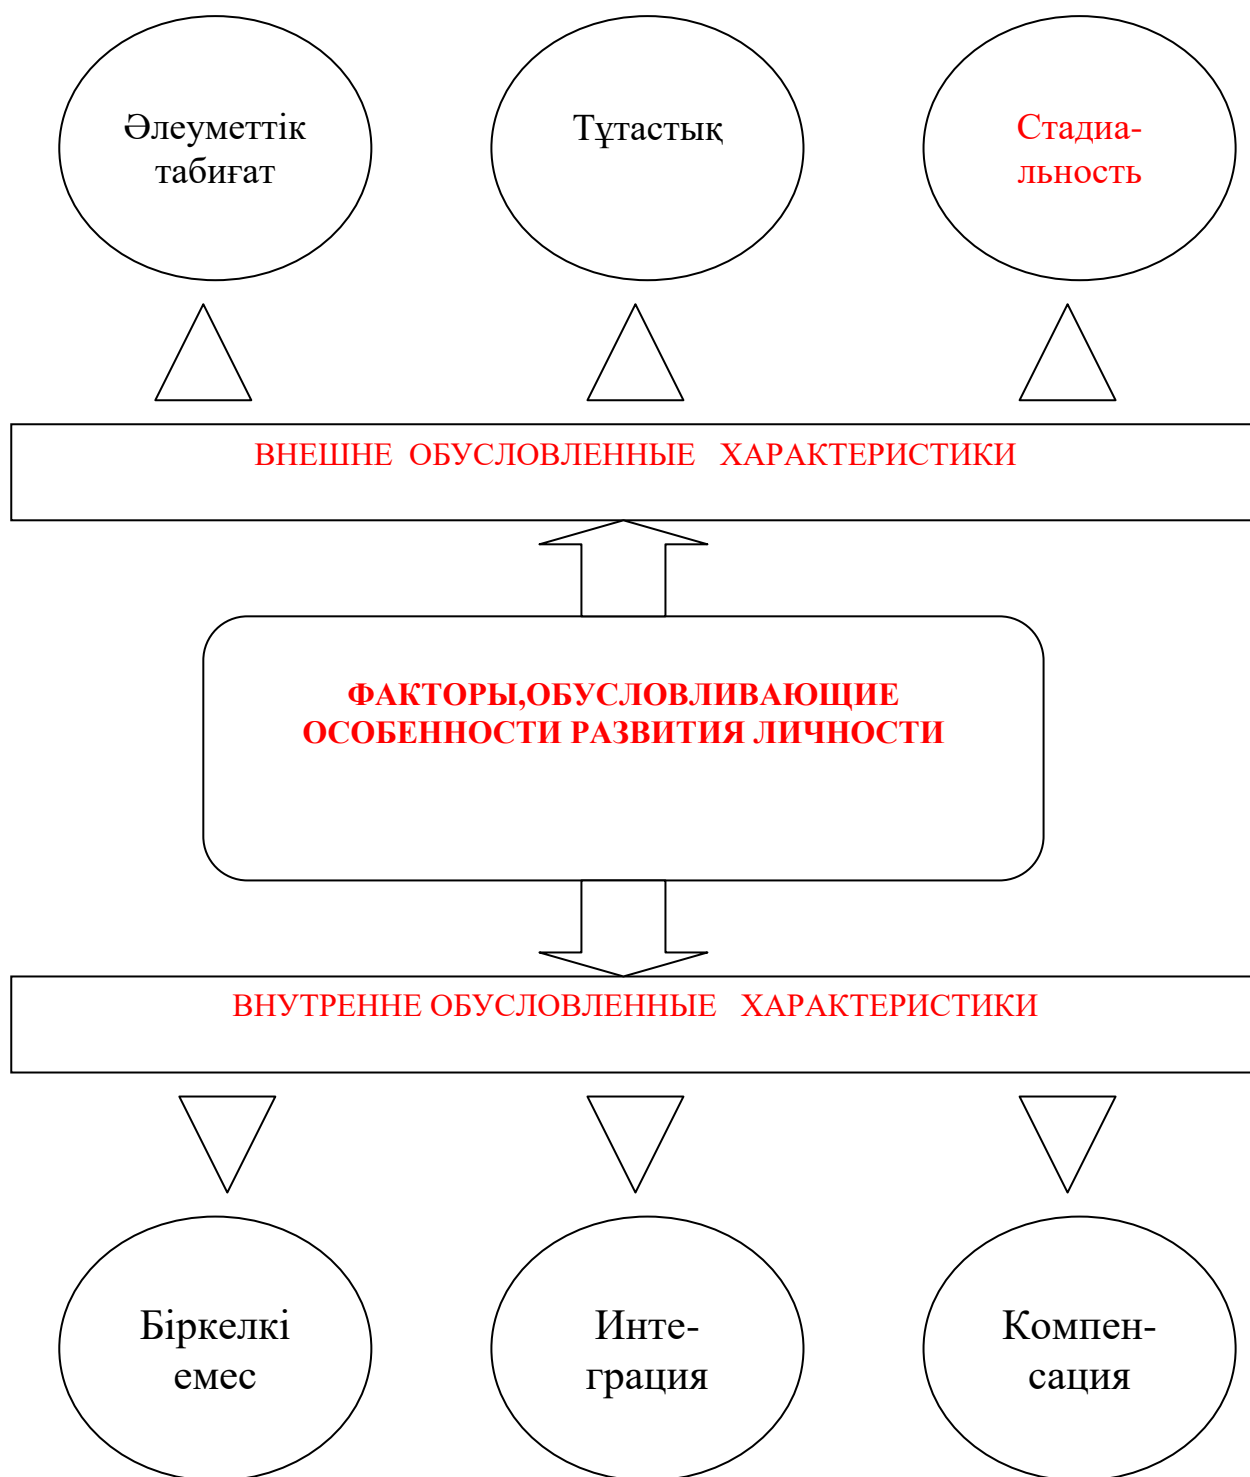 Әлеуметтік
табиғат
Тұтастық
Стадиа-
льность
ВНЕШНЕ ОБУСЛОВЛЕННЫЕ ХАРАКТЕРИСТИКИ
ФАКТОРЫ,ОБУСЛОВЛИВАЮЩИЕ
ОСОБЕННОСТИ РАЗВИТИЯ ЛИЧНОСТИ
ВНУТРЕННЕ ОБУСЛОВЛЕННЫЕ ХАРАКТЕРИСТИКИ
Біркелкі
емес
Инте-
грация
Компен-
сация